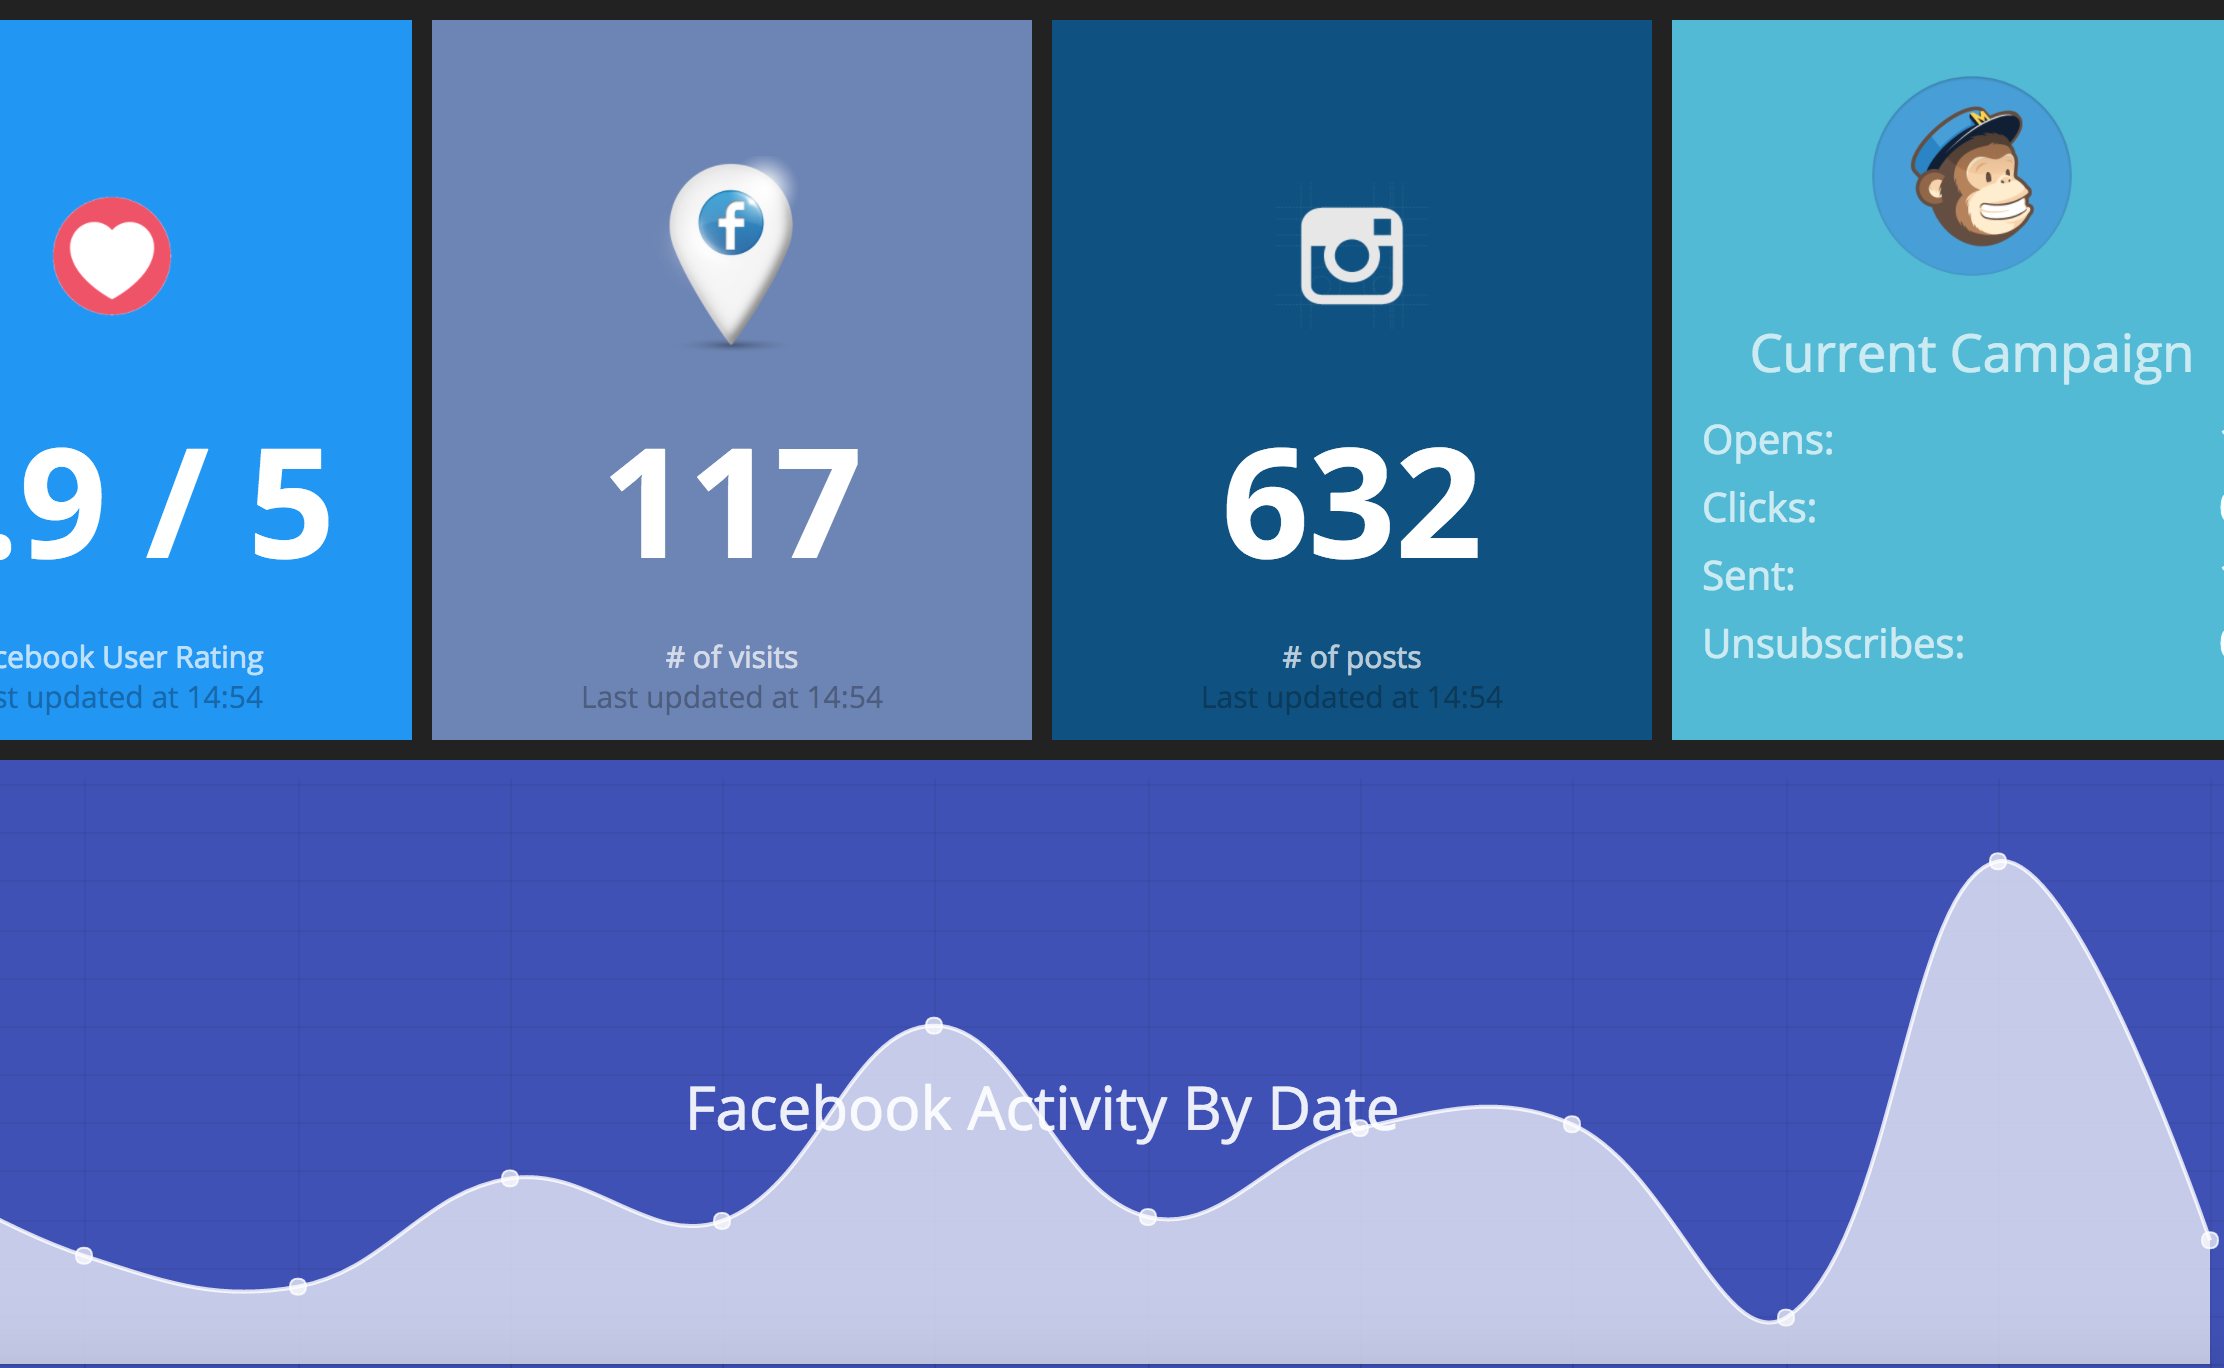 .9 / 5
cebook User Rating
st updated at 14:54
117
# of visits
Last updated at 14:54
632
# of posts
Last updated at 14:54
Current Campaign
Opens:
Clicks:
Sent:
Unsubscribes:
Facebook Activity By Date